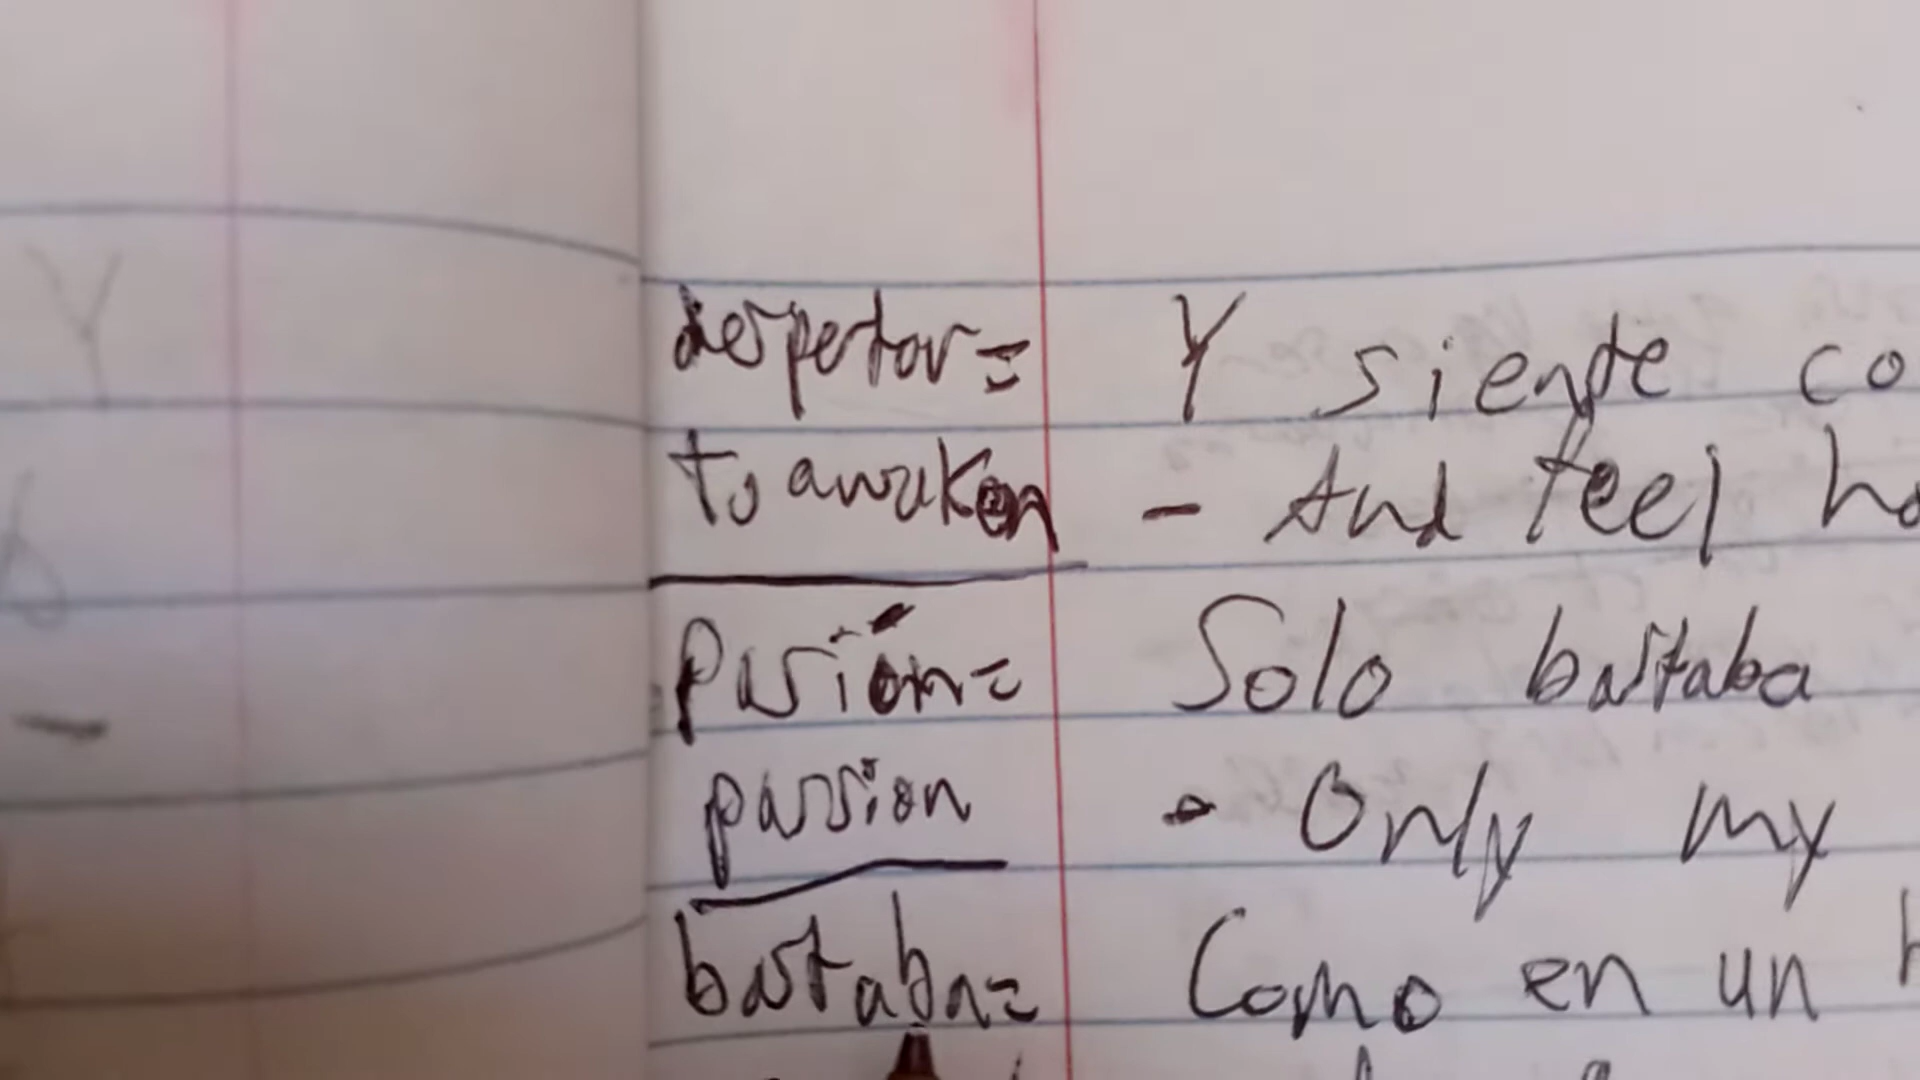 despertar= Y siente co
to awaken - And feel ho
Pasión= Solo bastaba
passion - Only my
bastaba= Como en un